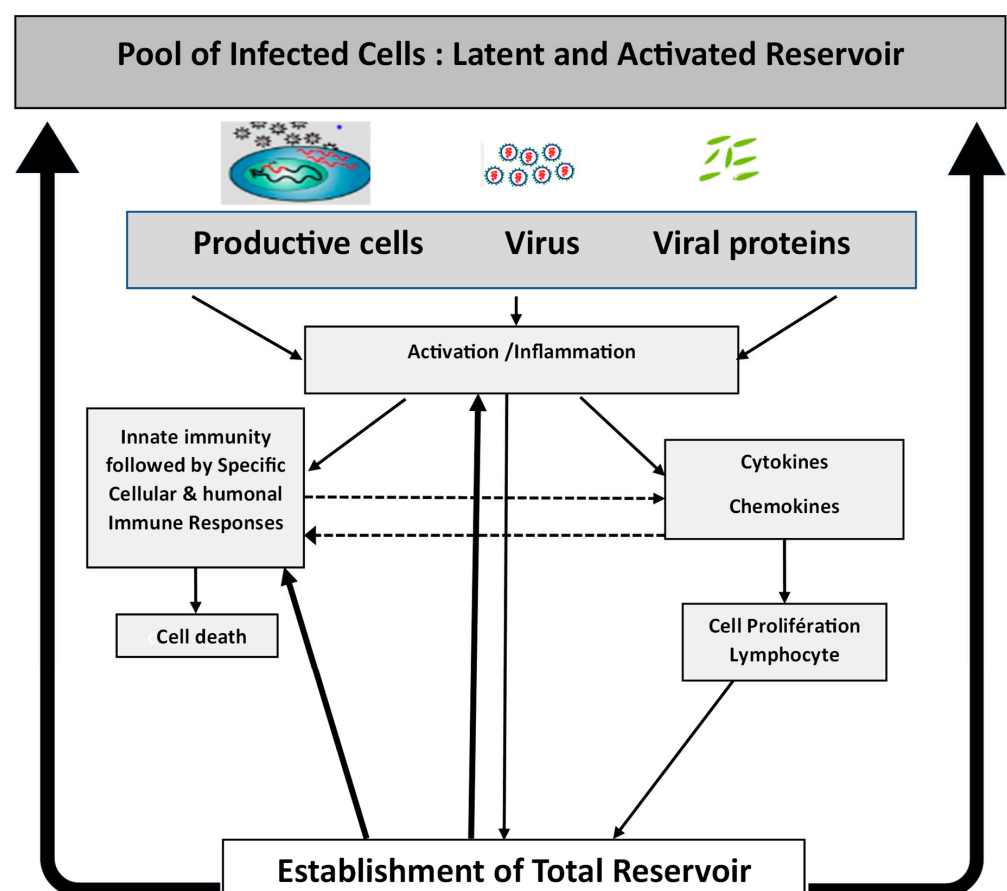 Pool of Infected Cells : Latent and Activated Reservoir
Productive cells Virus Viral proteins
Activation /Inflammation
Innate immunity
followed by Specific
Cellular & humonal
Immune Responses
Cytokines
Chemokines
Cell death
Cell Prolifération
Lymphocyte
Establishment of Total Reservoir